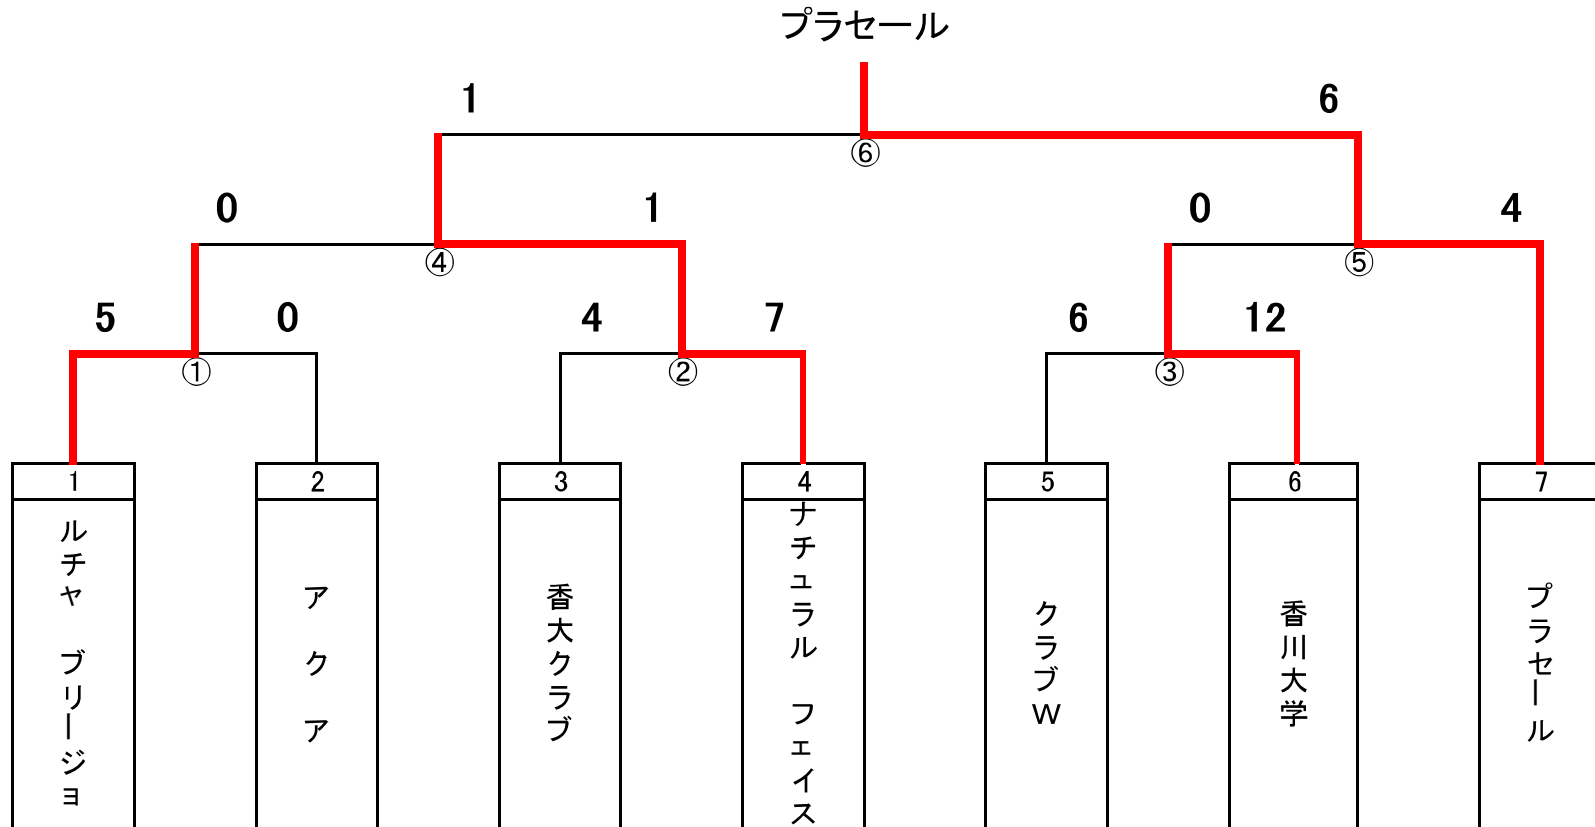 プラセール
1 6
⑥
0 1 0 4
④ ⑤
5 0 4 7 6 12
① ② ③
1 2 3 4 5 6 7
ルチャ ブリージョ
アクア
香大クラブ
ナチュラル フェイス
クラブW
香川大学
プラセール